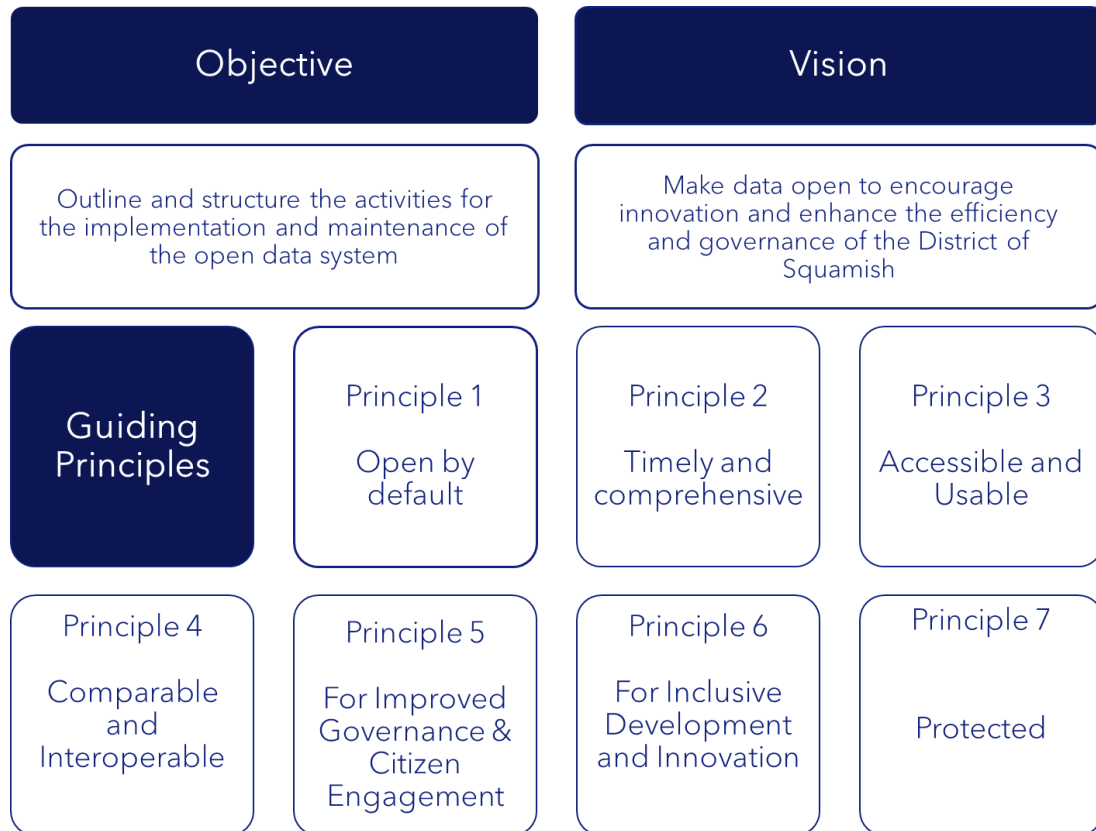 Objective
Vision
Outline and structure the activities for
the implementation and maintenance of
the open data system
Make data open to encourage
innovation and enhance the efficiency
and governance of the District of
Squamish
Guiding
Principles
Principle 1
Open by
default
Principle 2
Timely and
comprehensive
Principle 3
Accessible and
Usable
Principle 4
Comparable
and
Interoperable
Principle 5
For Improved
Governance &
Citizen
Engagement
Principle 6
For Inclusive
Development
and Innovation
Principle 7
Protected